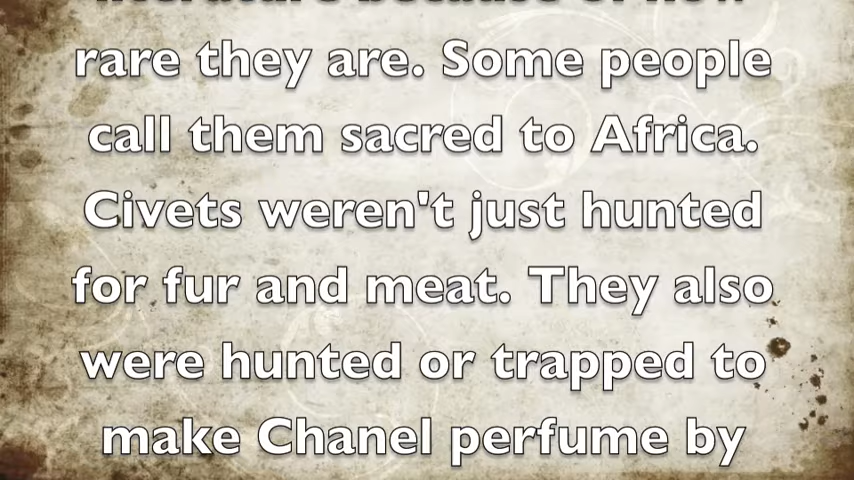 rare they are. Some people
call them sacred to Africa.
Civets weren't just hunted
for fur and meat. They also
were hunted or trapped to
make Chanel perfume by